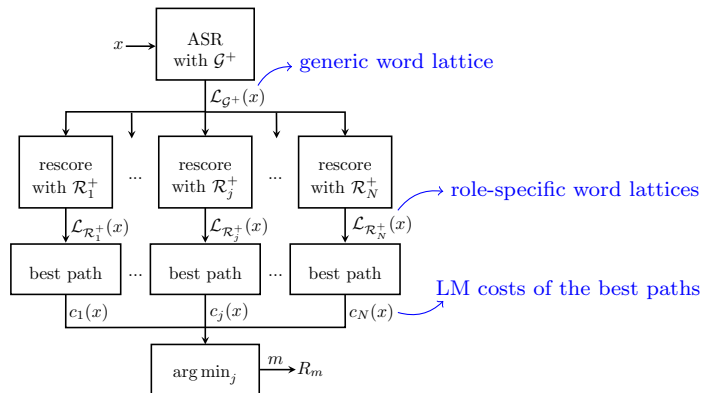 x
ASR
with 𝒢⁺
generic word lattice
ℒ_𝒢⁺(x)
rescore
with ℛ₁⁺
...
rescore
with ℛⱼ⁺
...
rescore
with ℛ_N⁺
role-specific word lattices
ℒ_ℛ₁⁺(x)
ℒ_ℛⱼ⁺(x)
ℒ_ℛ_N⁺(x)
best path ... best path ... best path
LM costs of the best paths
c₁(x)
cⱼ(x)
c_N(x)
arg minⱼ
m
R_m